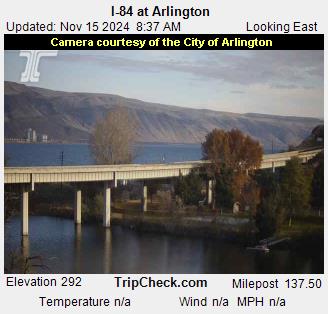 I-84 at Arlington
Updated: Nov 15 2024 8:37 AM Looking East
Camera courtesy of the City of Arlington
Elevation 292 TripCheck.com Milepost 137.50
Temperature n/a Wind n/a MPH n/a